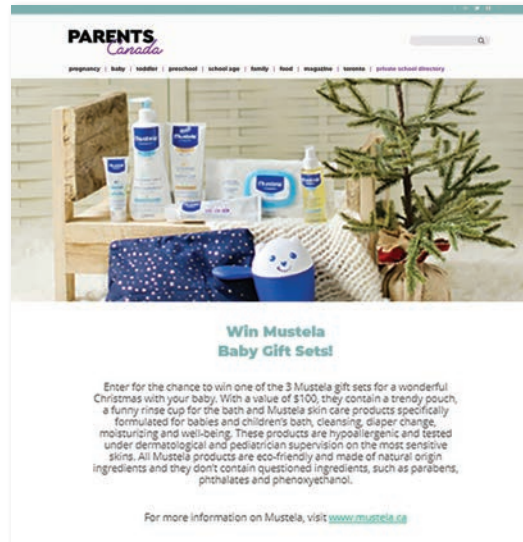 PARENTS
Canada
pregnancy | baby | toddler | preschool | school age | family | food | magazine | toronto | private school directory
Mustela
Mustela
Mustela
Mustela
Mustela
Win Mustela
Baby Gift Sets!
Enter for the chance to win one of the 3 Mustela gift sets for a wonderful
Christmas with your baby. With a value of $100, they contain a trendy pouch,
a funny rinse cup for the bath and Mustela skin care products specifically
formulated for babies and children's bath, cleansing, diaper change,
moisturizing and well-being. These products are hypoallergenic and tested
under dermatological and pediatrician supervision on the most sensitive
skins. All Mustela products are eco-friendly and made of natural origin
ingredients and they don't contain questioned ingredients, such as parabens,
phthalates and phenoxyethanol.
For more information on Mustela, visit www.mustela.ca